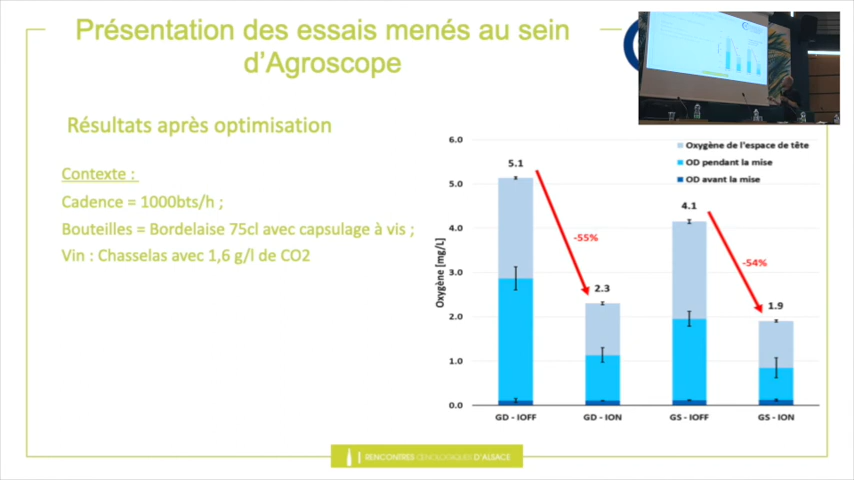 Présentation des essais menés au sein
d'Agroscope
Résultats après optimisation
Contexte :
Cadence = 1000bts/h ;
Bouteilles = Bordelaise 75cl avec capsulage à vis ;
Vin : Chasselas avec 1,6 g/l de CO2
Oxygène [mg/L]
6.0
5.0
4.0
3.0
2.0
1.0
0.0
Oxygène de l'espace de tête
OD pendant la mise
OD avant la mise
5.1
-55%
2.3
4.1
-54%
1.9
GD - IOFF
GD - ION
GS - IOFF
GS - ION
RENCONTRES ŒNOLOGIQUES D'ALSACE